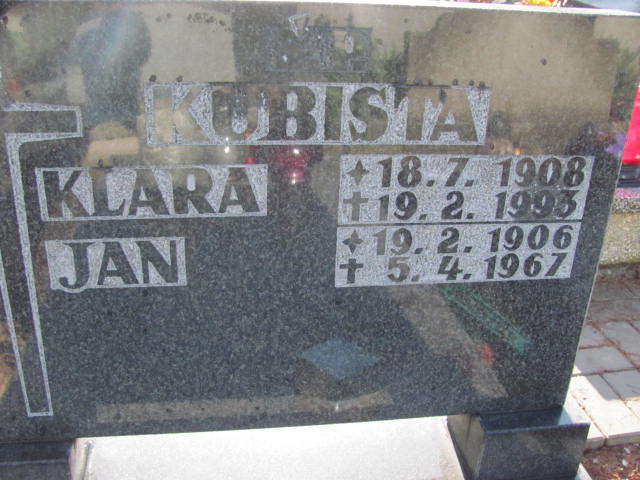 KUBISTA
KLARA ✦ 18. 7. 1908
✝ 19. 2. 1993
JAN ✦ 19. 2. 1906
✝ 5. 4. 1967